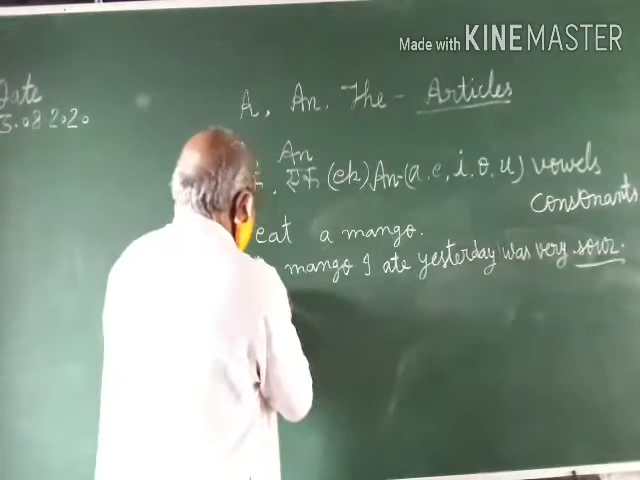 Made with KINEMASTER
Date
3.08.2020
A, An, The - Articles
An
एक (ek) An-(a, e, i, o, u) vowels
consonants
eat a mango.
mango I ate yesterday was very sour.